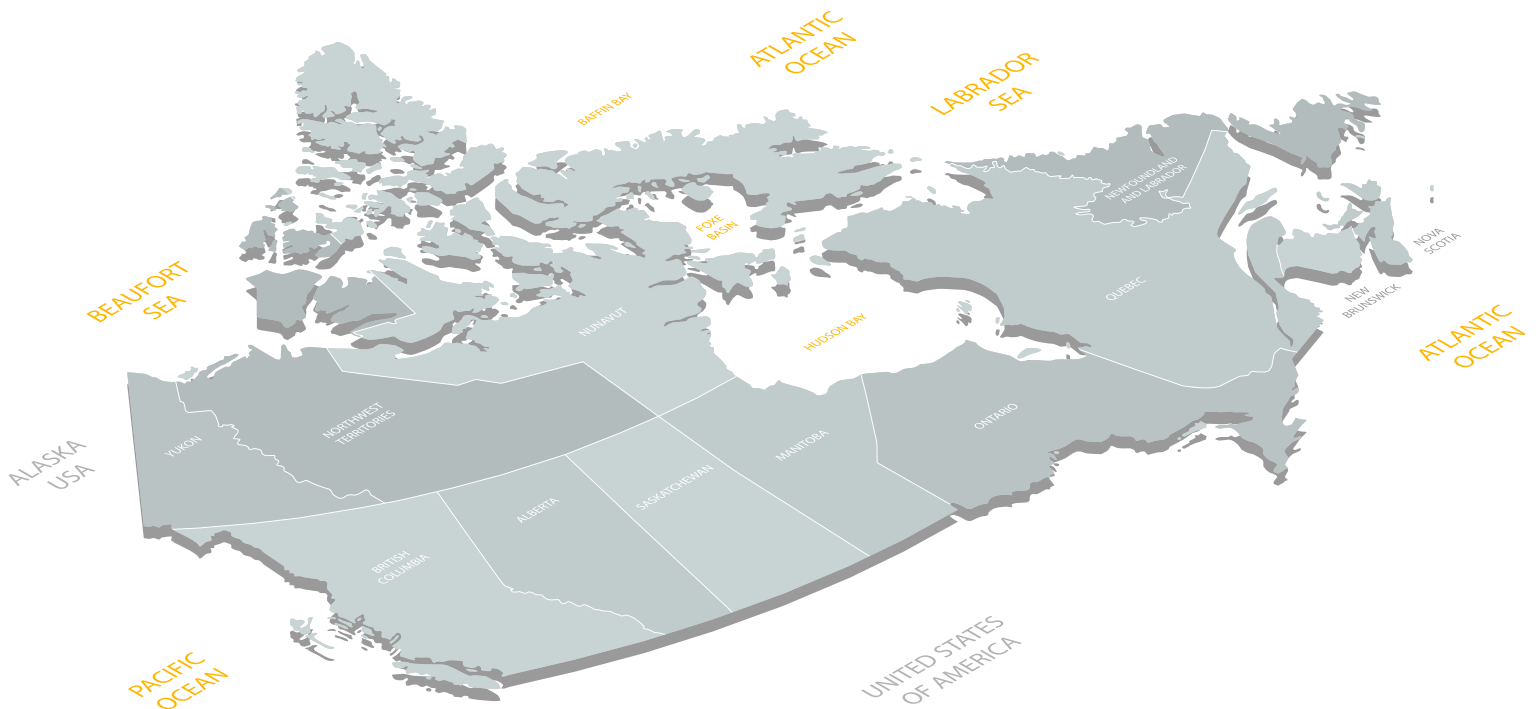 ATLANTIC
OCEAN
LABRADOR
SEA
BAFFIN BAY
NEWFOUNDLAND
AND LABRADOR
FOXE
BASIN
NOVA
SCOTIA
BEAUFORT
SEA
QUEBEC
NEW
BRUNSWICK
NUNAVUT
HUDSON BAY
ATLANTIC
OCEAN
NORTHWEST
TERRITORIES
ONTARIO
YUKON
MANITOBA
ALASKA
USA
SASKATCHEWAN
ALBERTA
BRITISH
COLUMBIA
PACIFIC
OCEAN
UNITED STATES
OF AMERICA